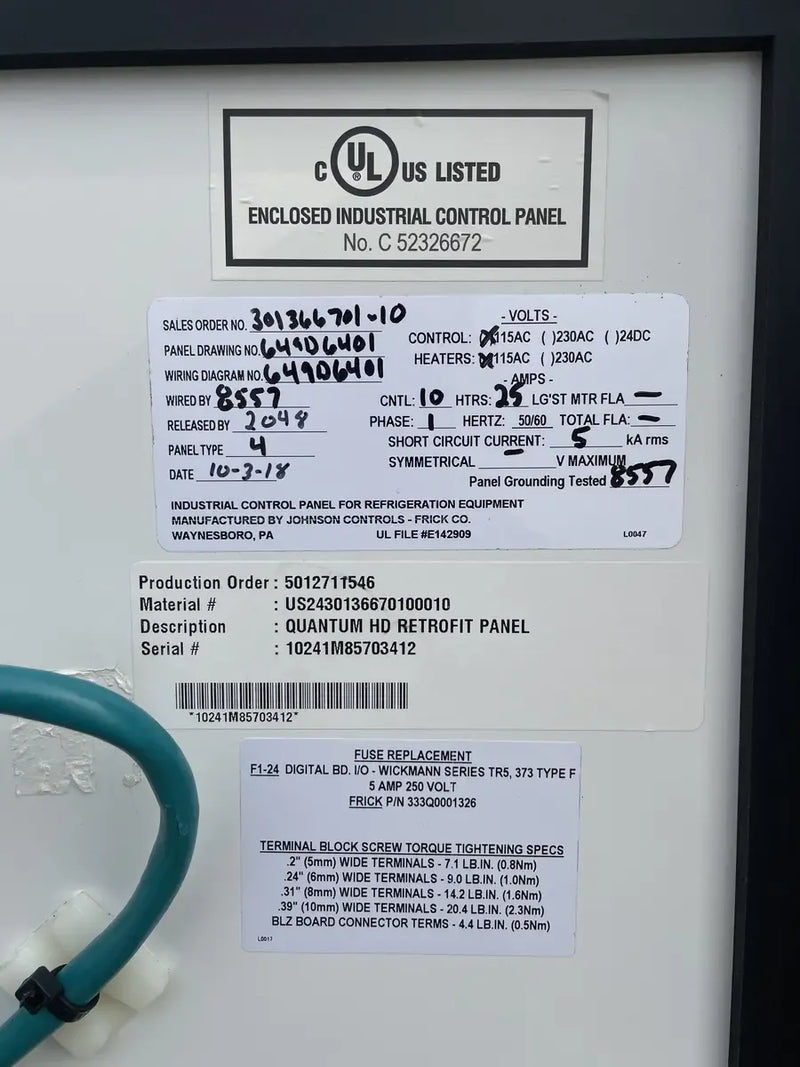 C UL® US LISTED
ENCLOSED INDUSTRIAL CONTROL PANEL
No. C 52326672
SALES ORDER NO. 301366701-10
PANEL DRAWING NO. 649D6401
WIRING DIAGRAM NO. 649D6401
WIRED BY 8557
RELEASED BY 2048
PANEL TYPE 4
DATE 10-3-18
- VOLTS -
CONTROL: (X)115AC ( )230AC ( )24DC
HEATERS: (X)115AC ( )230AC
- AMPS -
CNTL: 10 HTRS: 25 LG'ST MTR FLA —
PHASE: 1 HERTZ: 50/60 TOTAL FLA: —
SHORT CIRCUIT CURRENT: 5 kA rms
SYMMETRICAL — V MAXIMUM
Panel Grounding Tested 8557
INDUSTRIAL CONTROL PANEL FOR REFRIGERATION EQUIPMENT
MANUFACTURED BY JOHNSON CONTROLS - FRICK CO.
WAYNESBORO, PA UL FILE #E142909 L0047
Production Order : 5012711546
Material # : US2430136670100010
Description : QUANTUM HD RETROFIT PANEL
Serial # : 10241M85703412
*10241M85703412*
FUSE REPLACEMENT
F1-24 DIGITAL BD. I/O - WICKMANN SERIES TR5, 373 TYPE F
5 AMP 250 VOLT
FRICK P/N 333Q0001326
TERMINAL BLOCK SCREW TORQUE TIGHTENING SPECS
.2" (5mm) WIDE TERMINALS - 7.1 LB.IN. (0.8Nm)
.24" (6mm) WIDE TERMINALS - 9.0 LB.IN. (1.0Nm)
.31" (8mm) WIDE TERMINALS - 14.2 LB.IN. (1.6Nm)
.39" (10mm) WIDE TERMINALS - 20.4 LB.IN. (2.3Nm)
BLZ BOARD CONNECTOR TERMS - 4.4 LB.IN. (0.5Nm)
L0017